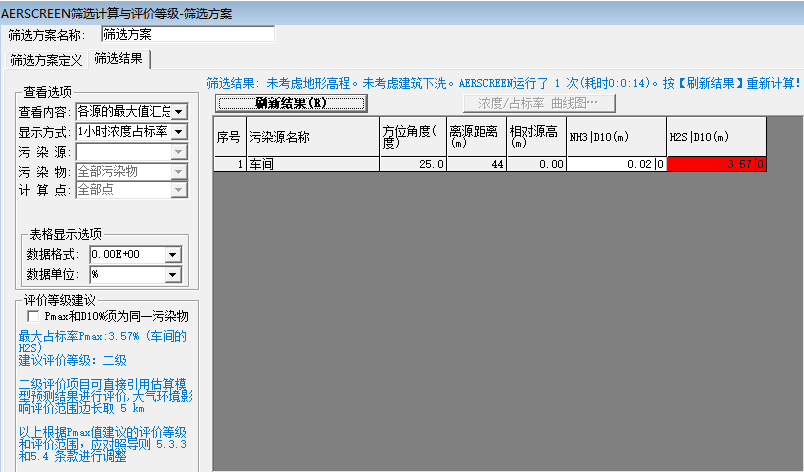 AERSCREEN筛选计算与评价等级-筛选方案
筛选方案名称: 筛选方案
筛选方案定义 筛选结果
查看选项
查看内容: 各源的最大值汇总
显示方式: 1小时浓度占标率
污 染 源:
污 染 物: 全部污染物
计 算 点: 全部点
表格显示选项
数据格式: 0.00E+00
数据单位: %
评价等级建议
Pmax和D10%须为同一污染物
最大占标率Pmax:3.57% (车间的
H2S)
建议评价等级: 二级
二级评价项目可直接引用估算模
型预测结果进行评价,大气环境影
响评价范围边长取 5 km
以上根据Pmax值建议的评价等级
和评价范围，应对照导则 5.3.3
和5.4 条款进行调整
筛选结果: 未考虑地形高程。未考虑建筑下洗。AERSCREEN运行了 1 次(耗时0:0:14)。按【刷新结果】重新计算!
刷新结果(R)
浓度/占标率 曲线图…
序号 污染源名称 方位角度(度) 离源距离(m) 相对源高(m) NH3|D10(m) H2S|D10(m)
1 车间 25.0 44 0.00 0.02|0 3.57|0